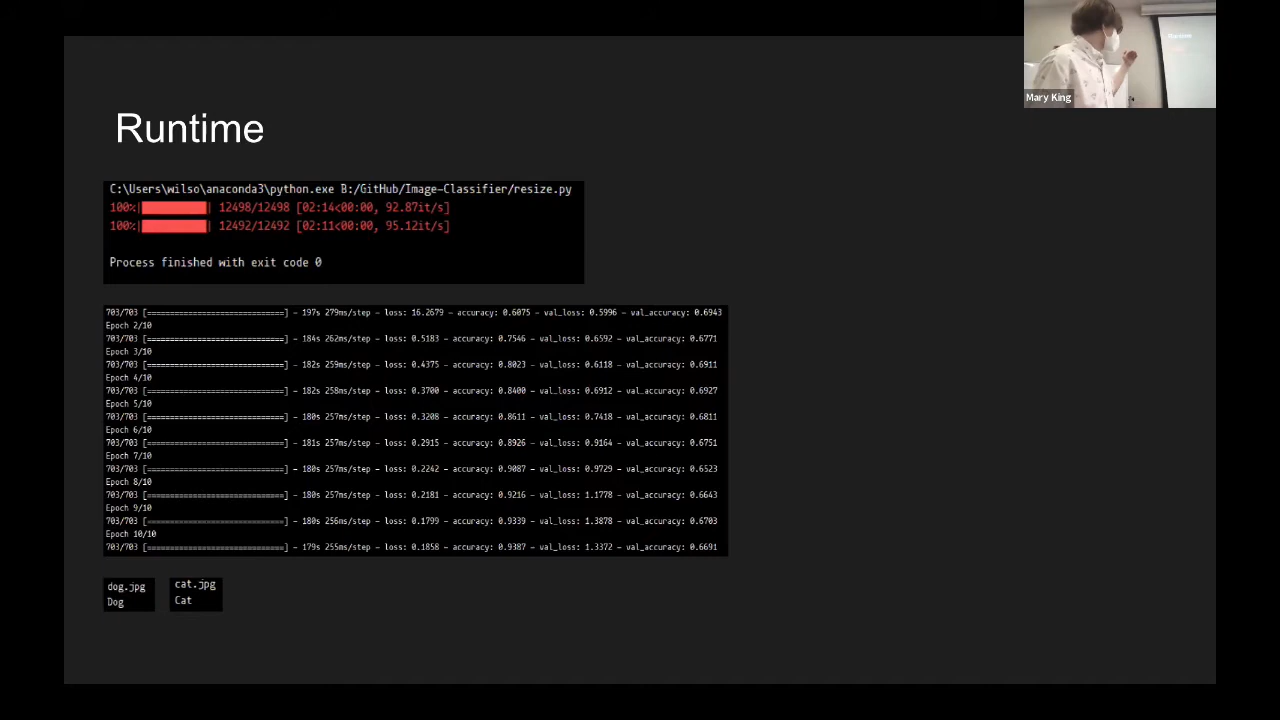 Mary King
Runtime
C:\Users\wilso\anaconda3\python.exe B:/GitHub/Image-Classifier/resize.py
100%|██████████| 12498/12498 [02:14<00:00, 92.87it/s]
100%|██████████| 12492/12492 [02:11<00:00, 95.12it/s]
Process finished with exit code 0
703/703 [==============================] - 197s 279ms/step - loss: 16.2679 - accuracy: 0.6075 - val_loss: 0.5996 - val_accuracy: 0.6943
Epoch 2/10
703/703 [==============================] - 184s 262ms/step - loss: 0.5183 - accuracy: 0.7546 - val_loss: 0.6592 - val_accuracy: 0.6771
Epoch 3/10
703/703 [==============================] - 182s 259ms/step - loss: 0.4375 - accuracy: 0.8023 - val_loss: 0.6118 - val_accuracy: 0.6911
Epoch 4/10
703/703 [==============================] - 182s 258ms/step - loss: 0.3700 - accuracy: 0.8400 - val_loss: 0.6912 - val_accuracy: 0.6927
Epoch 5/10
703/703 [==============================] - 180s 257ms/step - loss: 0.3208 - accuracy: 0.8611 - val_loss: 0.7418 - val_accuracy: 0.6811
Epoch 6/10
703/703 [==============================] - 181s 257ms/step - loss: 0.2915 - accuracy: 0.8926 - val_loss: 0.9164 - val_accuracy: 0.6751
Epoch 7/10
703/703 [==============================] - 180s 257ms/step - loss: 0.2242 - accuracy: 0.9087 - val_loss: 0.9729 - val_accuracy: 0.6523
Epoch 8/10
703/703 [==============================] - 180s 257ms/step - loss: 0.2181 - accuracy: 0.9216 - val_loss: 1.1778 - val_accuracy: 0.6643
Epoch 9/10
703/703 [==============================] - 180s 256ms/step - loss: 0.1799 - accuracy: 0.9339 - val_loss: 1.3878 - val_accuracy: 0.6703
Epoch 10/10
703/703 [==============================] - 179s 255ms/step - loss: 0.1858 - accuracy: 0.9387 - val_loss: 1.3372 - val_accuracy: 0.6691
dog.jpg
Dog
cat.jpg
Cat